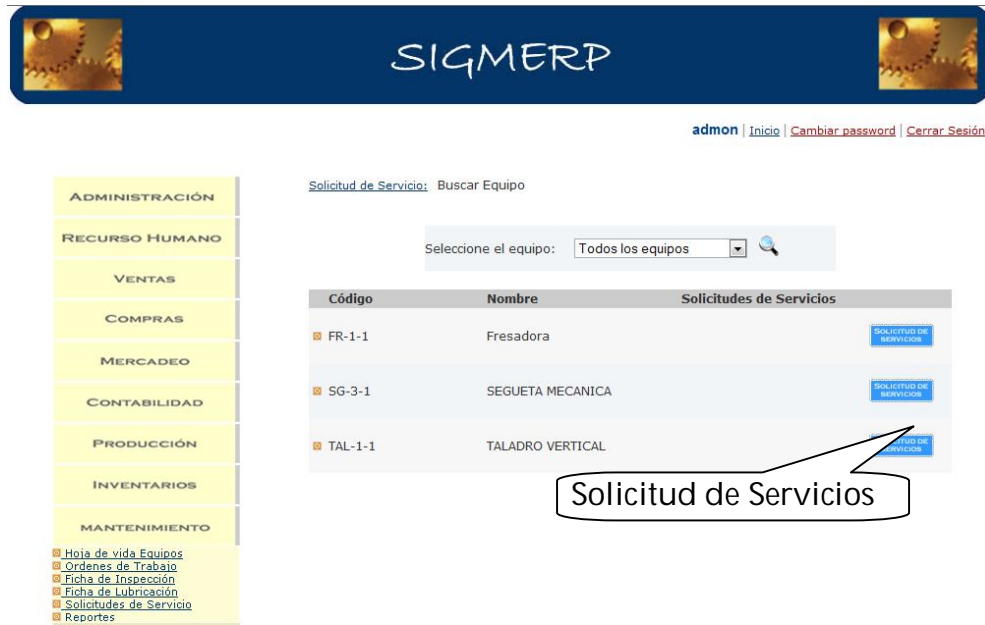 SIGMERP
admon | Inicio | Cambiar password | Cerrar Sesión
ADMINISTRACIÓN
RECURSO HUMANO
VENTAS
COMPRAS
MERCADEO
CONTABILIDAD
PRODUCCIÓN
INVENTARIOS
MANTENIMIENTO
Hoja de vida Equipos
Ordenes de Trabajo
Ficha de Inspección
Ficha de Lubricación
Solicitudes de Servicio
Reportes
Solicitud de Servicio: Buscar Equipo
Seleccione el equipo: Todos los equipos
Código Nombre Solicitudes de Servicios
FR-1-1 Fresadora SOLICITUD DE
SERVICIOS
SG-3-1 SEGUETA MECANICA SOLICITUD DE
SERVICIOS
TAL-1-1 TALADRO VERTICAL
Solicitud de Servicios